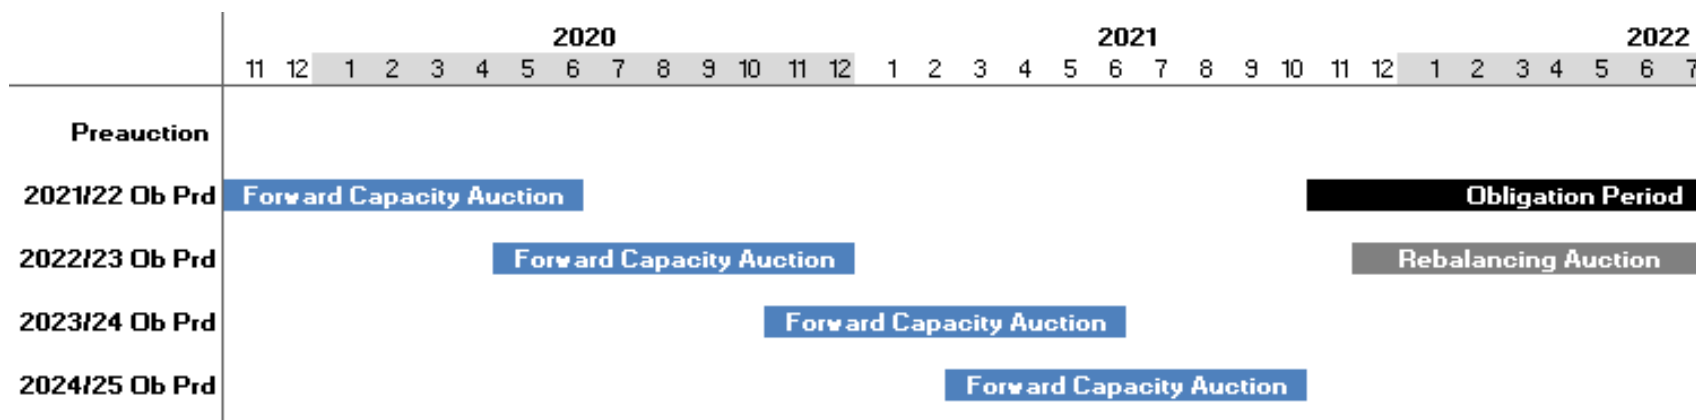 2020 2021 2022
11 12 1 2 3 4 5 6 7 8 9 10 11 12 1 2 3 4 5 6 7 8 9 10 11 12 1 2 3 4 5 6 7
Preauction
2021/22 Ob Prd Forward Capacity Auction Obligation Period
2022/23 Ob Prd Forward Capacity Auction Rebalancing Auction
2023/24 Ob Prd Forward Capacity Auction
2024/25 Ob Prd Forward Capacity Auction